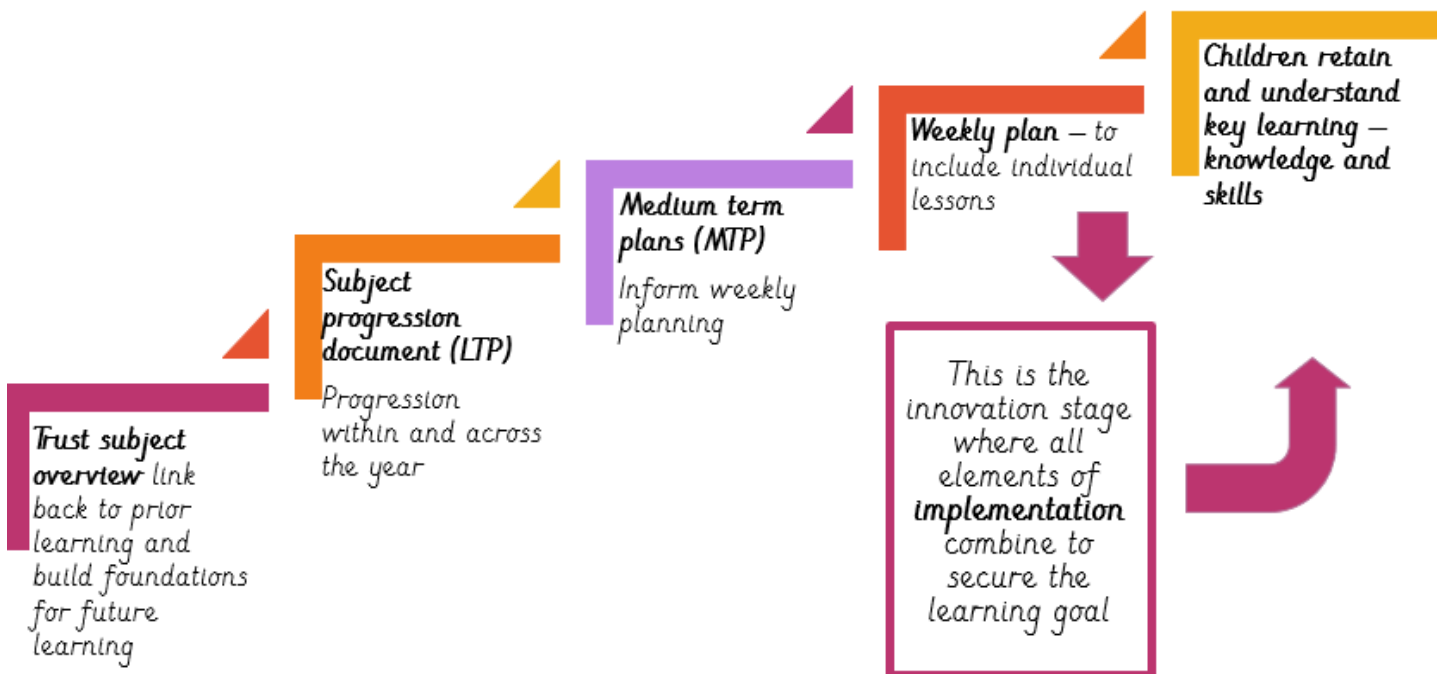 Trust subject
overview link
back to prior
learning and
build foundations
for future
learning
Subject
progression
document (LTP)
Progression
within and across
the year
Medium term
plans (MTP)
Inform weekly
planning
Weekly plan – to
include individual
lessons
This is the
innovation stage
where all
elements of
implementation
combine to
secure the
learning goal
Children retain
and understand
key learning –
knowledge and
skills